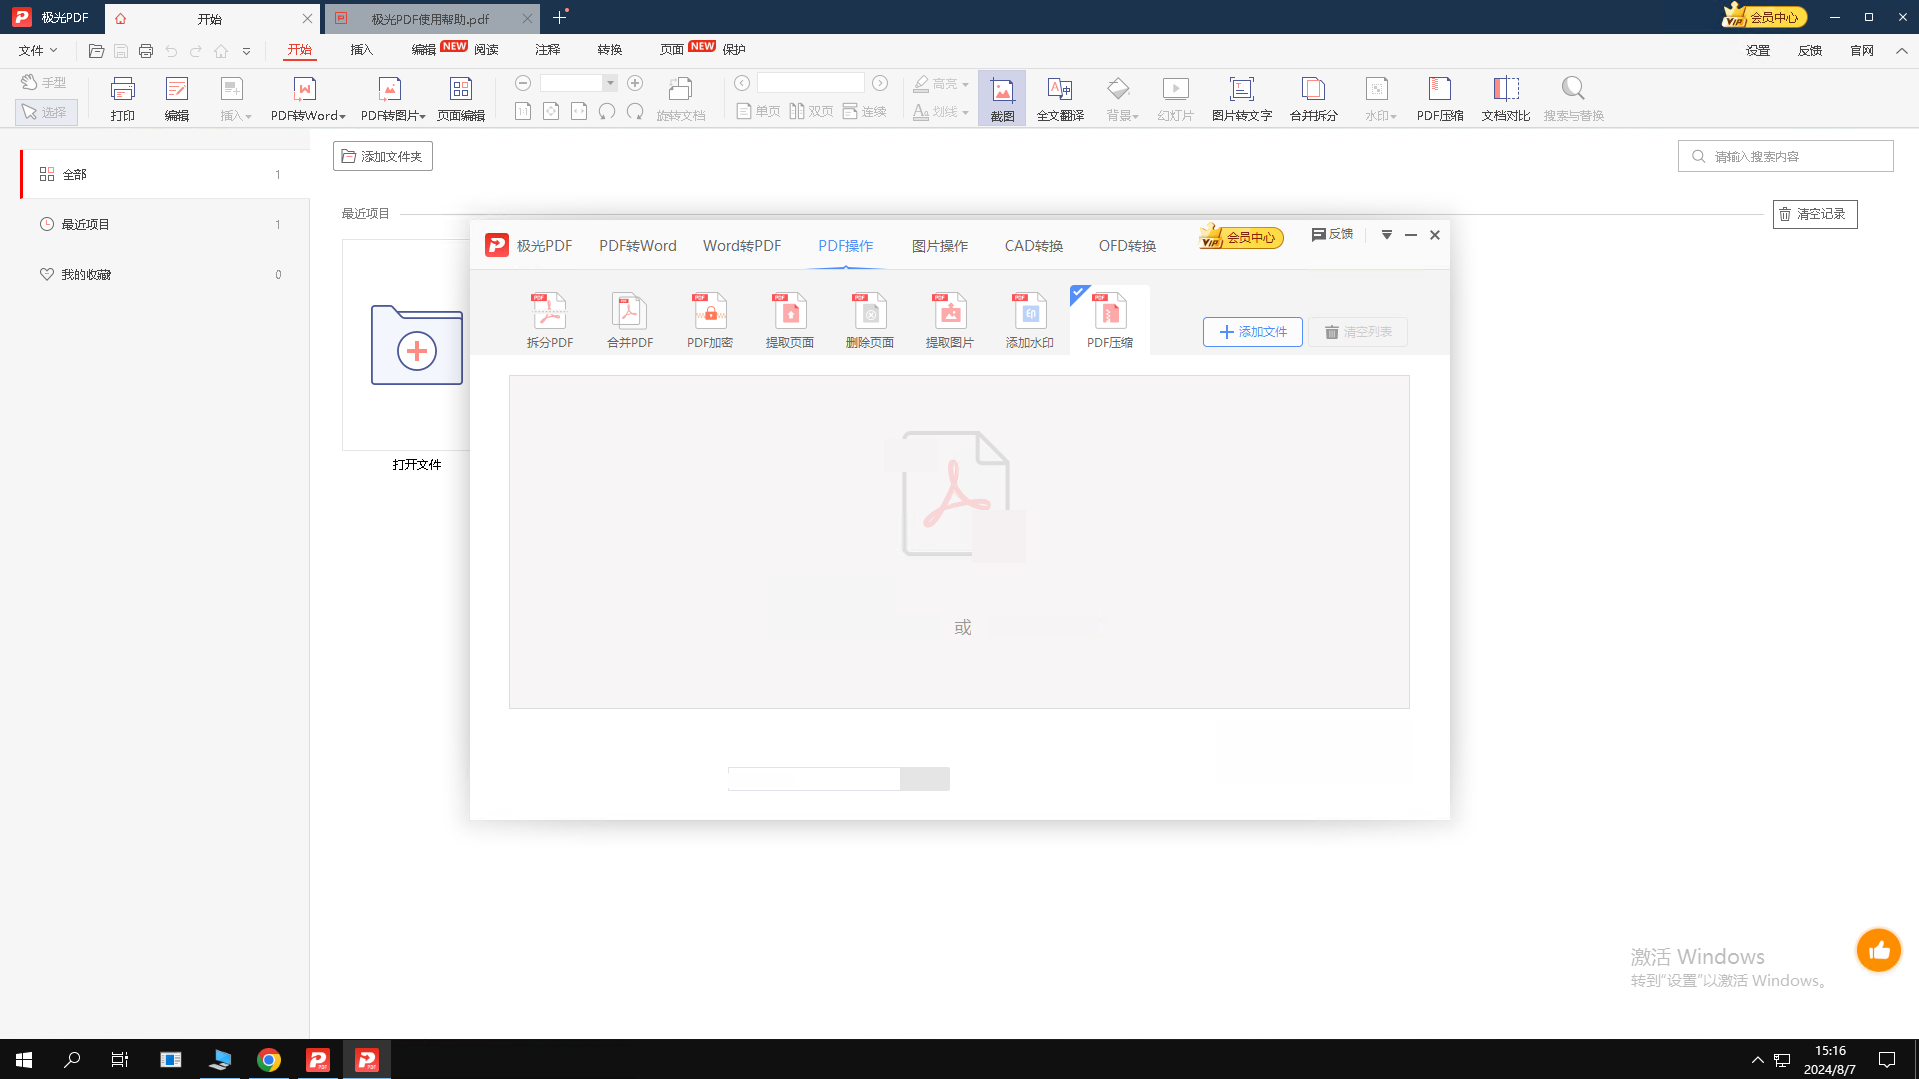 极光PDF 开始 极光PDF使用帮助.pdf 会员中心
文件 开始 插入 编辑 NEW 阅读 注释 转换 页面 NEW 保护 设置 反馈 官网
手型 高亮
选择 打印 编辑 插入 PDF转Word PDF转图片 页面编辑 1:1 旋转文档 单页 双页 连续 划线 截图 全文翻译 背景 幻灯片 图片转文字 合并拆分 水印 PDF压缩 文档对比 搜索与替换
添加文件夹 请输入搜索内容
全部 1
最近项目 清空记录
最近项目 1
我的收藏 0
打开文件
极光PDF PDF转Word Word转PDF PDF操作 图片操作 CAD转换 OFD转换 VIP 会员中心 反馈
拆分PDF 合并PDF PDF加密 提取页面 删除页面 提取图片 添加水印 PDF压缩 添加文件 清空列表
或
激活 Windows
转到“设置”以激活 Windows。
15:16
2024/8/7